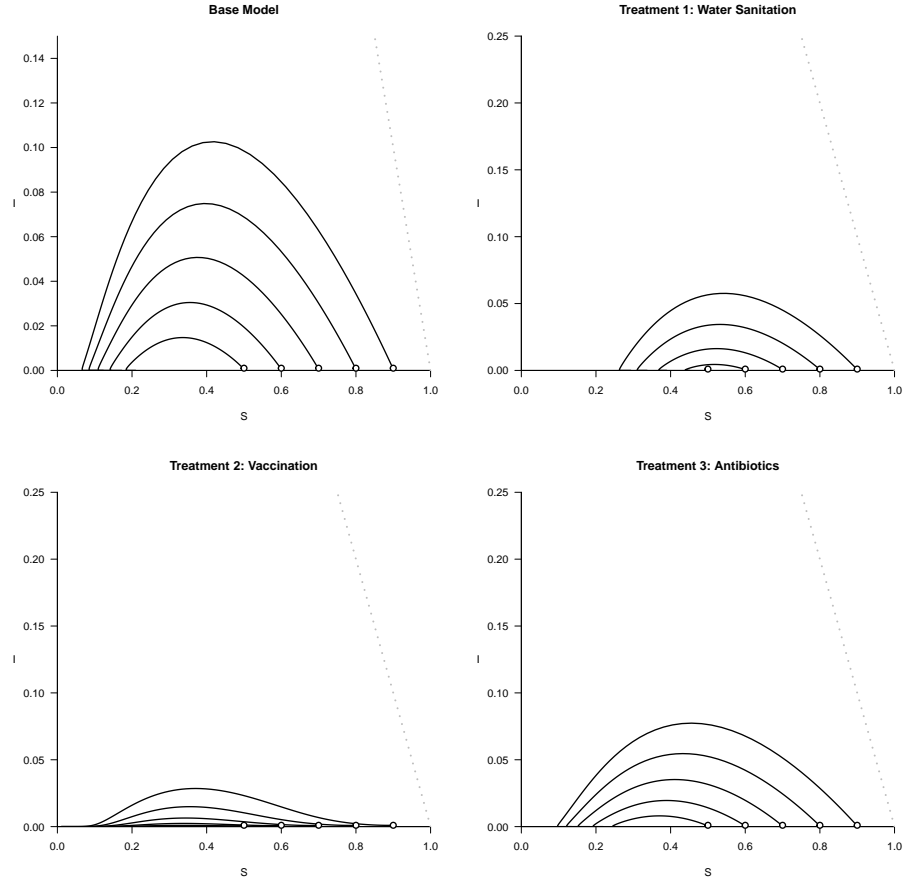 Base Model
0.14
0.12
0.10
0.08
0.06
0.04
0.02
0.00
I
0.0 0.2 0.4 0.6 0.8 1.0
S
Treatment 1: Water Sanitation
0.25
0.20
0.15
0.10
0.05
0.00
I
0.0 0.2 0.4 0.6 0.8 1.0
S
Treatment 2: Vaccination
0.25
0.20
0.15
0.10
0.05
0.00
I
0.0 0.2 0.4 0.6 0.8 1.0
S
Treatment 3: Antibiotics
0.25
0.20
0.15
0.10
0.05
0.00
I
0.0 0.2 0.4 0.6 0.8 1.0
S